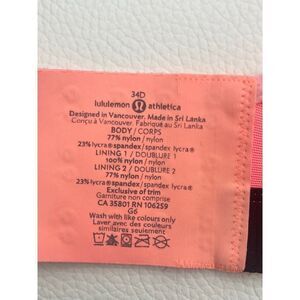 34D
lululemon athletica
Designed in Vancouver. Made in Sri Lanka
Conçu à Vancouver. Fabriqué au Sri Lanka
BODY / CORPS
77% nylon / nylon
23% lycra® spandex / spandex lycra®
LINING 1 / DOUBLURE 1
100% nylon / nylon
LINING 2 / DOUBLURE 2
77% nylon / nylon
23% lycra® spandex / spandex lycra®
Exclusive of trim
Garniture non comprise
CA 35801 RN 106259
G6
Wash with like colours only
Laver avec des couleurs
similaires seulement